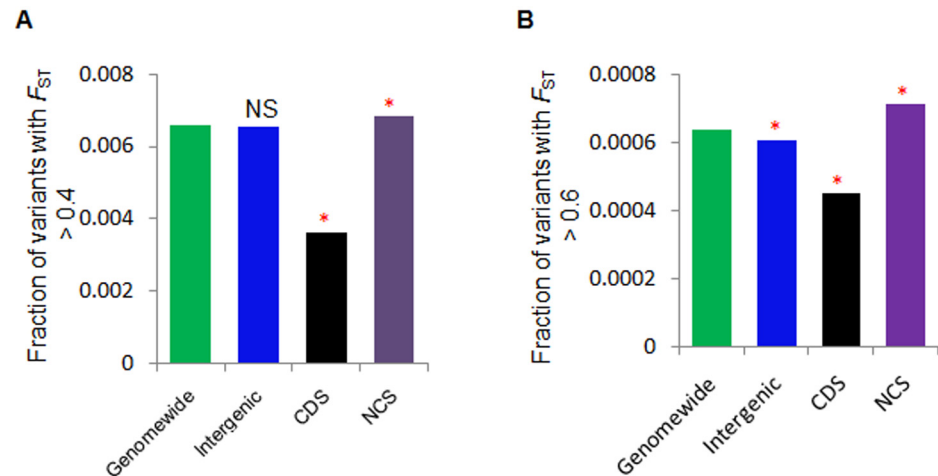 A
Fraction of variants with FST
> 0.4
0.008
0.006
0.004
0.002
0
NS
*
*
Genomewide
Intergenic
CDS
NCS
B
Fraction of variants with FST
> 0.6
0.0008
0.0006
0.0004
0.0002
0
*
*
*
Genomewide
Intergenic
CDS
NCS